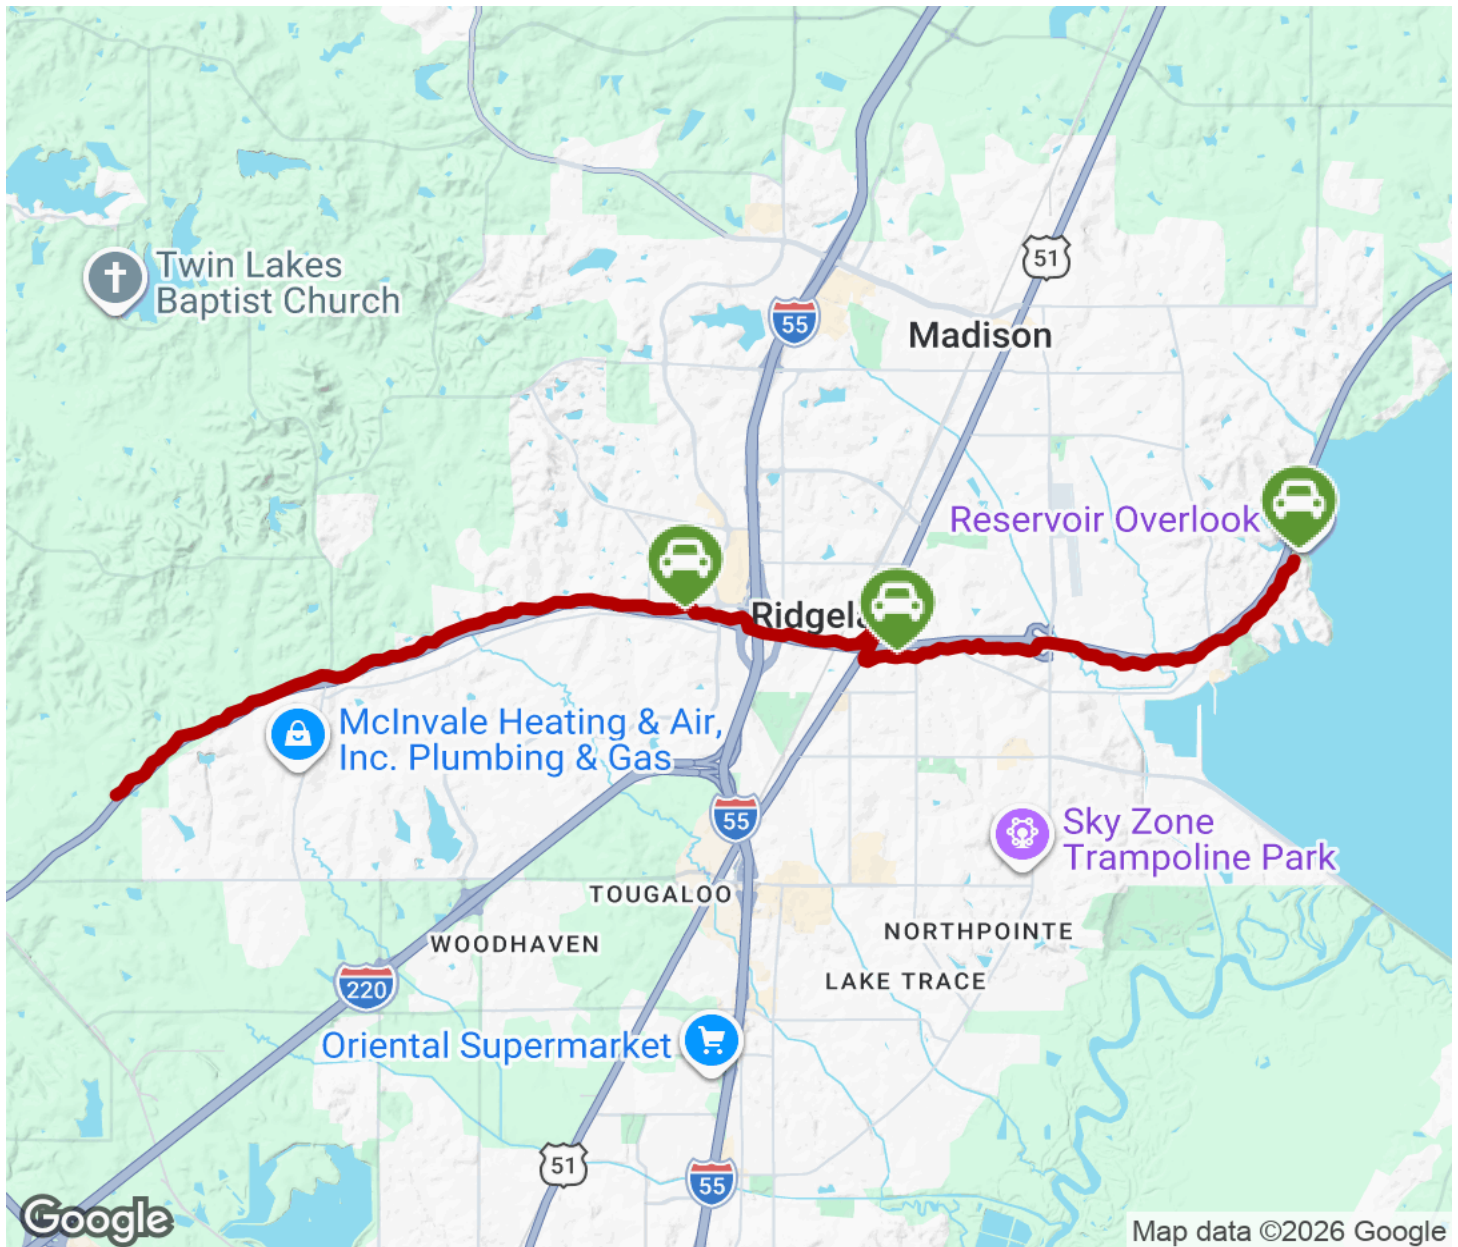 51
Twin Lakes
Baptist Church
55
Madison
Reservoir Overlook
Ridgela
McInvale Heating & Air,
Inc. Plumbing & Gas
55
Sky Zone
Trampoline Park
TOUGALOO
NORTHPOINTE
WOODHAVEN
LAKE TRACE
220
Oriental Supermarket
51
55
Google
Map data ©2026 Google